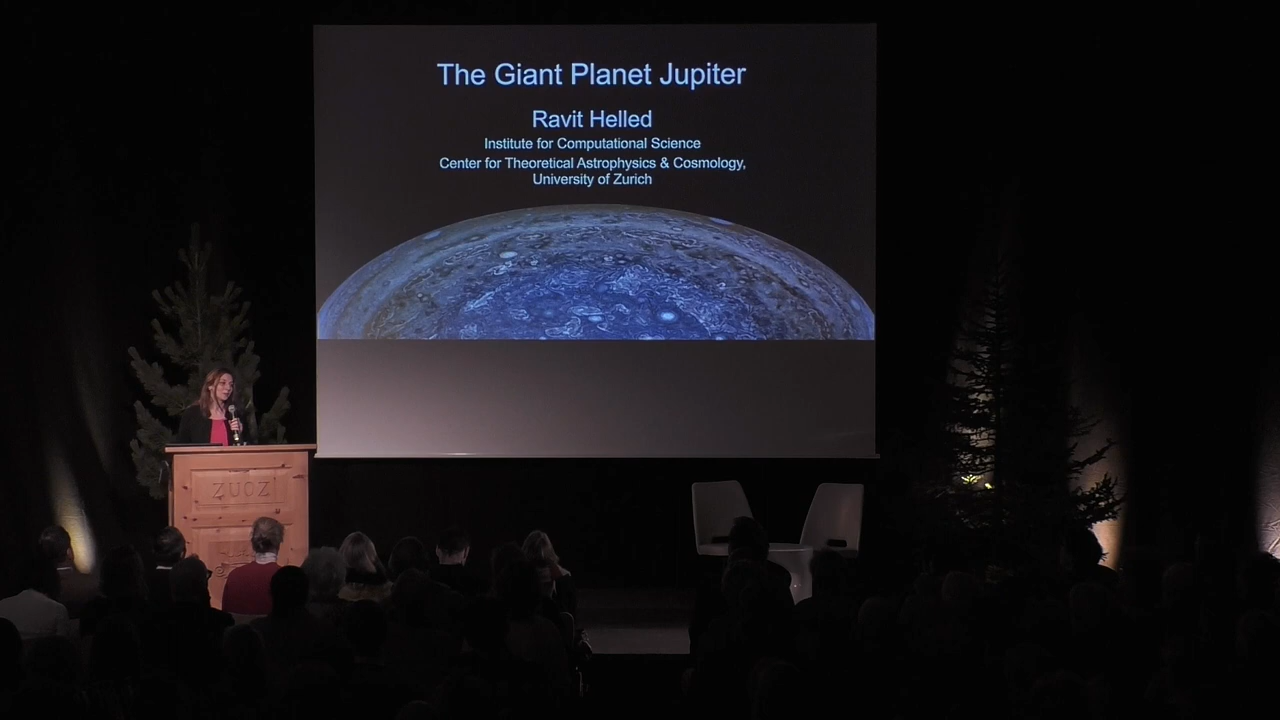 The Giant Planet Jupiter
Ravit Helled
Institute for Computational Science
Center for Theoretical Astrophysics & Cosmology,
University of Zurich
ZUOZ